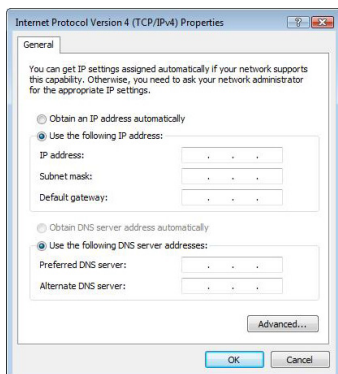 Internet Protocol Version 4 (TCP/IPv4) Properties
General
You can get IP settings assigned automatically if your network supports
this capability. Otherwise, you need to ask your network administrator
for the appropriate IP settings.
Obtain an IP address automatically
Use the following IP address:
IP address:
Subnet mask:
Default gateway:
Obtain DNS server address automatically
Use the following DNS server addresses:
Preferred DNS server:
Alternate DNS server:
Advanced...
OK Cancel